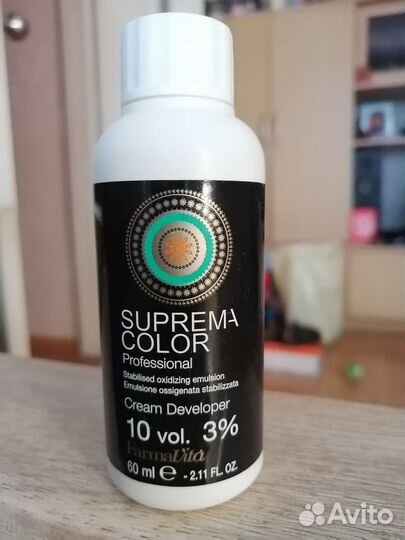 SUPREMA
COLOR
Professional
Stabilised oxidizing emulsion
Emulsione ossigenata stabilizzata
Cream Developer
10 vol. 3%
FarmaVita
60 ml e - 2.11 FL. OZ.
Avito